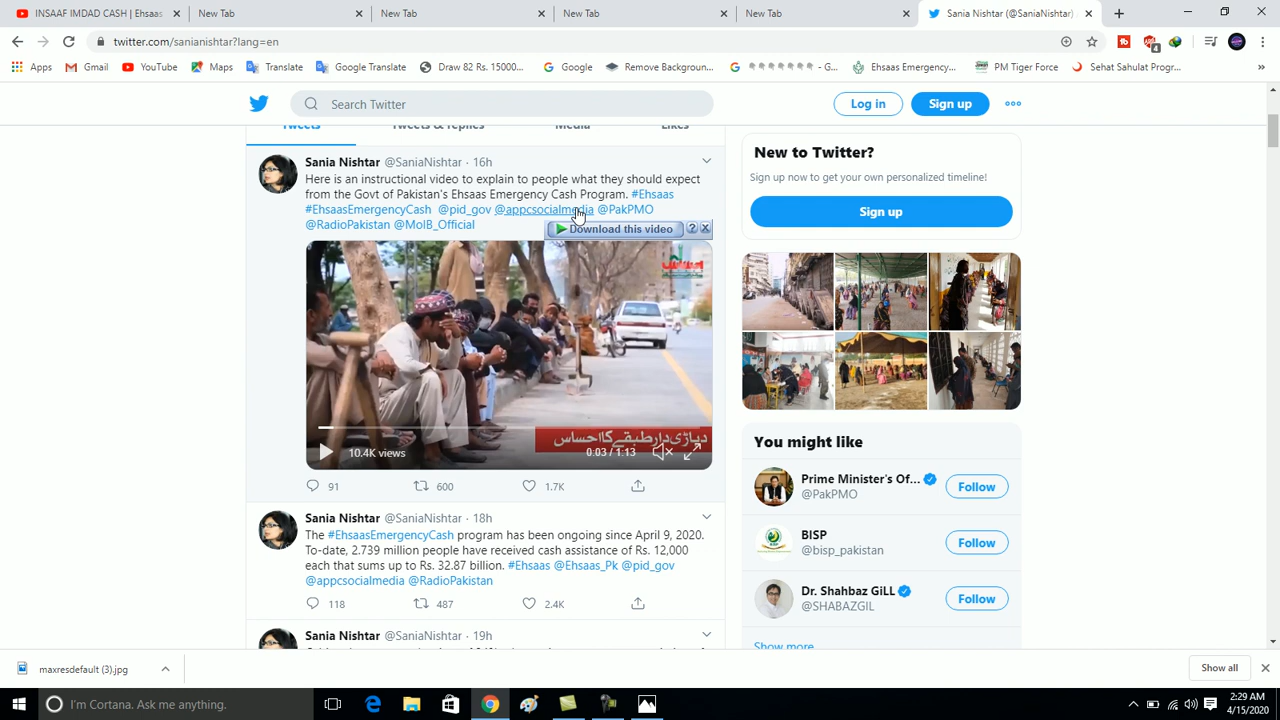 INSAAF IMDAD CASH | Ehsaas
New Tab
New Tab
New Tab
New Tab
Sania Nishtar (@SaniaNishtar)
twitter.com/sanianishtar?lang=en
4
Apps
Gmail
YouTube
Maps
Translate
Google Translate
Draw 82 Rs. 15000...
Google
Remove Backgroun...
- G...
Ehsaas Emergency...
PM Tiger Force
Sehat Sahulat Progr...
»
Search Twitter
Log in
Sign up
Tweets
Tweets & replies
Media
Likes
Sania Nishtar @SaniaNishtar · 16h
Here is an instructional video to explain to people what they should expect
from the Govt of Pakistan's Ehsaas Emergency Cash Program. #Ehsaas
#EhsaasEmergencyCash @pid_gov @appcsocialmedia @PakPMO
@RadioPakistan @MoIB_Official
Download this video
?
دہاڑی دار طبقے کا احساس
10.4K views
0:03 / 1:13
91
600
1.7K
Sania Nishtar @SaniaNishtar · 18h
The #EhsaasEmergencyCash program has been ongoing since April 9, 2020.
To-date, 2.739 million people have received cash assistance of Rs. 12,000
each that sums up to Rs. 32.87 billion. #Ehsaas @Ehsaas_Pk @pid_gov
@appcsocialmedia @RadioPakistan
118
487
2.4K
Sania Nishtar @SaniaNishtar · 19h
New to Twitter?
Sign up now to get your own personalized timeline!
Sign up
You might like
Prime Minister's Of...
@PakPMO
Follow
BISP
@bisp_pakistan
Follow
Dr. Shahbaz GiLL
@SHABAZGIL
Follow
Show more
maxresdefault (3).jpg
Show all
I'm Cortana. Ask me anything.
2:29 AM
4/15/2020